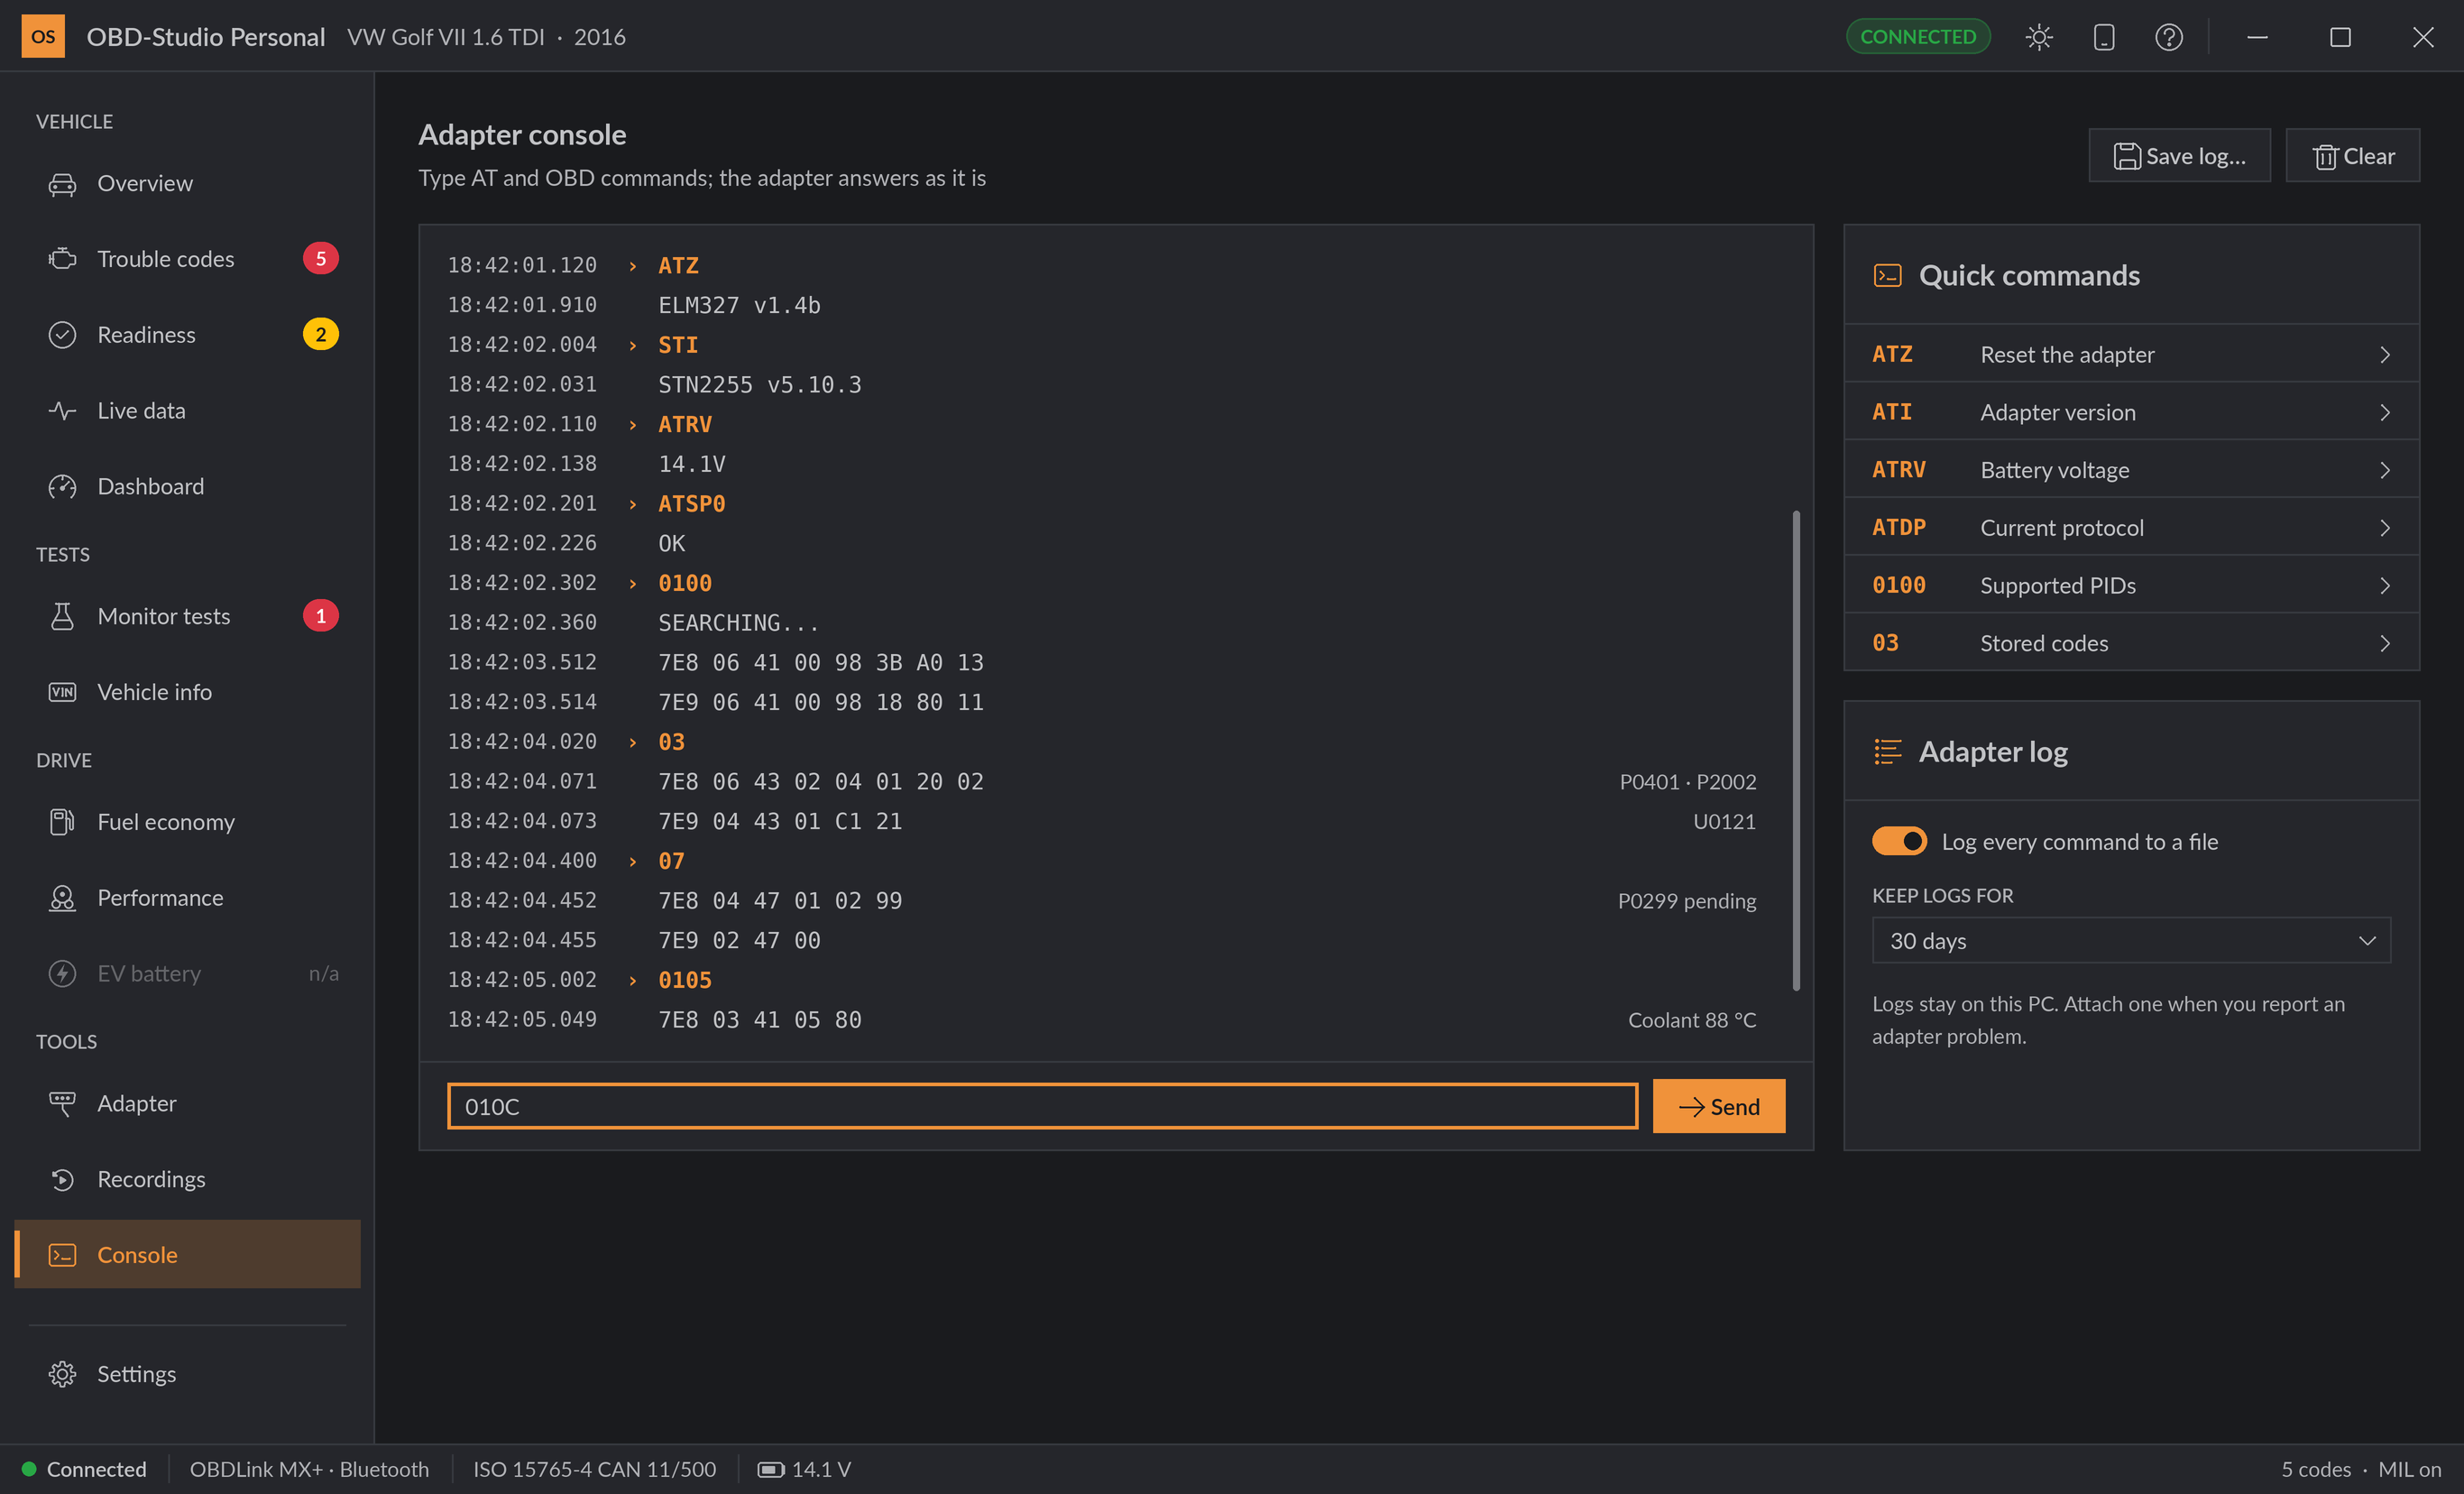 OS OBD-Studio Personal VW Golf VII 1.6 TDI · 2016 CONNECTED
VEHICLE
Overview
Trouble codes 5
Readiness 2
Live data
Dashboard
TESTS
Monitor tests 1
VIN Vehicle info
DRIVE
Fuel economy
Performance
EV battery n/a
TOOLS
Adapter
Recordings
Console
Settings
Adapter console
Type AT and OBD commands; the adapter answers as it is
Save log...
Clear
18:42:01.120 › ATZ
18:42:01.910 ELM327 v1.4b
18:42:02.004 › STI
18:42:02.031 STN2255 v5.10.3
18:42:02.110 › ATRV
18:42:02.138 14.1V
18:42:02.201 › ATSP0
18:42:02.226 OK
18:42:02.302 › 0100
18:42:02.360 SEARCHING...
18:42:03.512 7E8 06 41 00 98 3B A0 13
18:42:03.514 7E9 06 41 00 98 18 80 11
18:42:04.020 › 03
18:42:04.071 7E8 06 43 02 04 01 20 02 P0401 · P2002
18:42:04.073 7E9 04 43 01 C1 21 U0121
18:42:04.400 › 07
18:42:04.452 7E8 04 47 01 02 99 P0299 pending
18:42:04.455 7E9 02 47 00
18:42:05.002 › 0105
18:42:05.049 7E8 03 41 05 80 Coolant 88 °C
010C
Send
Quick commands
ATZ Reset the adapter
ATI Adapter version
ATRV Battery voltage
ATDP Current protocol
0100 Supported PIDs
03 Stored codes
Adapter log
Log every command to a file
KEEP LOGS FOR
30 days
Logs stay on this PC. Attach one when you report an
adapter problem.
Connected OBDLink MX+ · Bluetooth ISO 15765-4 CAN 11/500 14.1 V 5 codes · MIL on